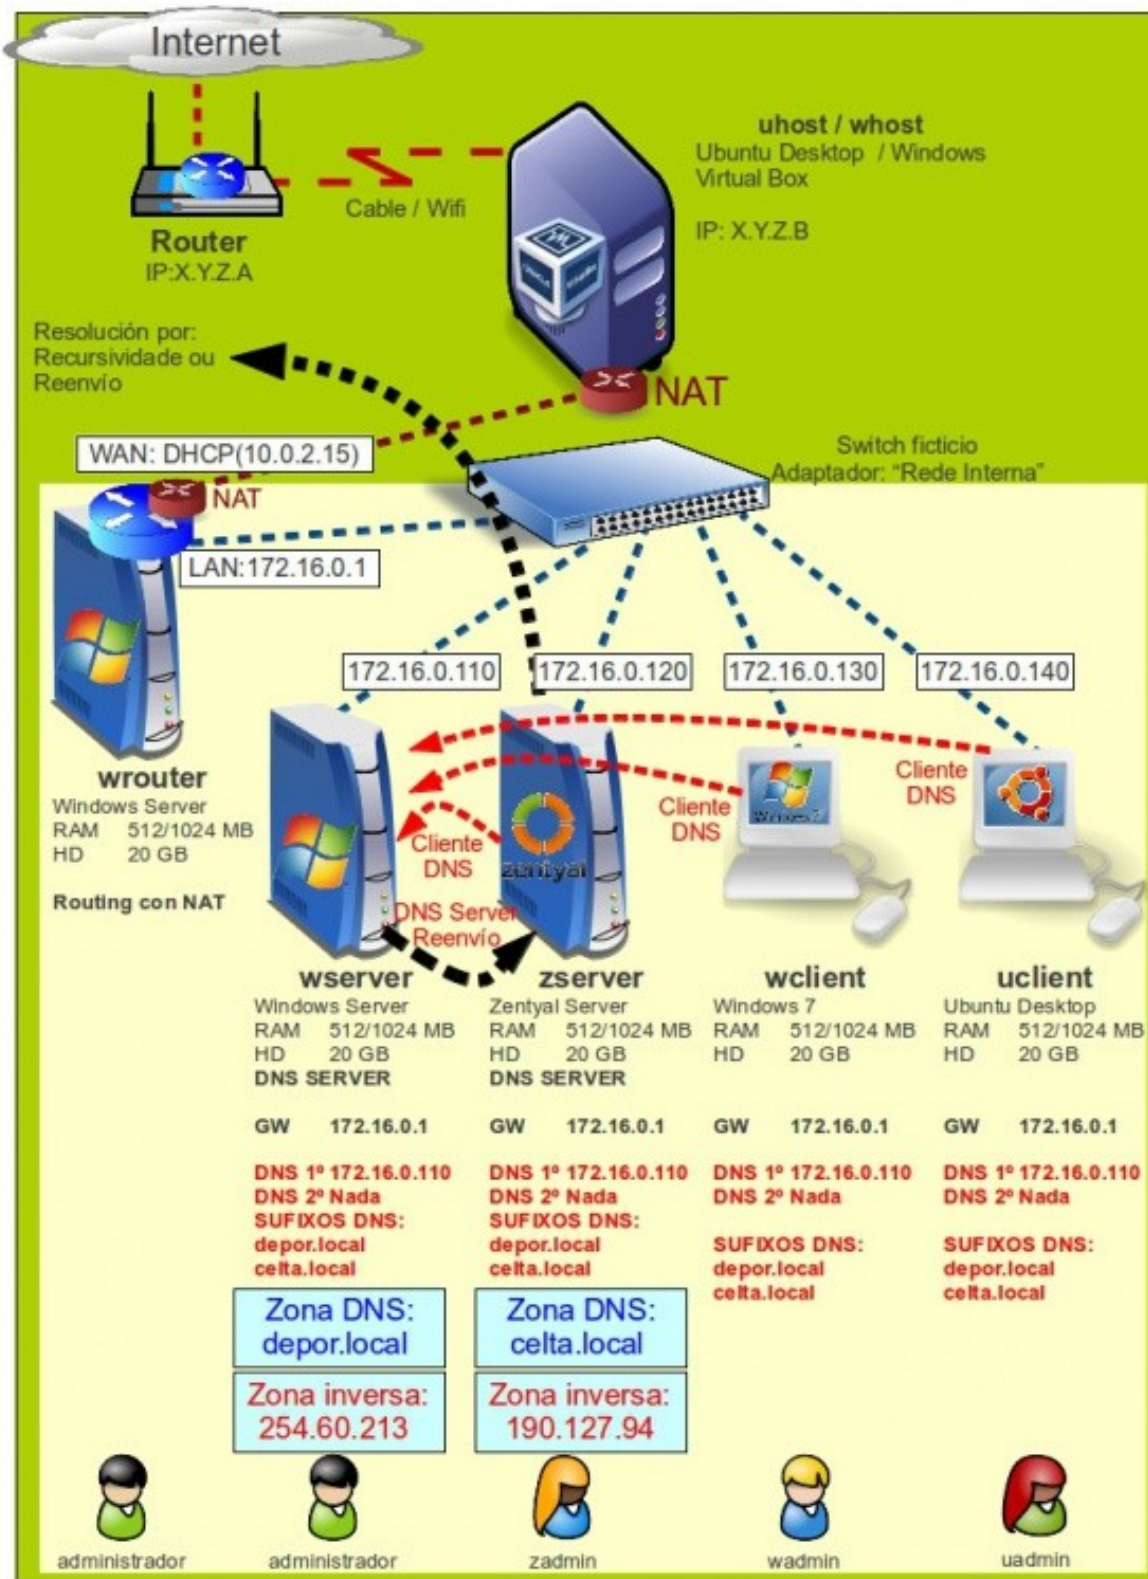 Internet
uhost / whost
Ubuntu Desktop / Windows
Virtual Box
IP: X.Y.Z.B
Cable / Wifi
Router
IP:X.Y.Z.A
Resolución por:
Recursividade ou
Reenvío
NAT
WAN: DHCP(10.0.2.15)
Switch ficticio
Adaptador: "Rede Interna"
NAT
LAN:172.16.0.1
172.16.0.110
172.16.0.120
172.16.0.130
172.16.0.140
wrouter
Windows Server
RAM 512/1024 MB
HD 20 GB
Routing con NAT
Cliente
DNS
Cliente
DNS
Cliente
DNS
Windows 7
zentyal
DNS Server
Reenvío
wserver
Windows Server
RAM 512/1024 MB
HD 20 GB
DNS SERVER
GW 172.16.0.1
DNS 1º 172.16.0.110
DNS 2º Nada
SUFIXOS DNS:
depor.local
celta.local
Zona DNS:
depor.local
Zona inversa:
254.60.213
zserver
Zentyal Server
RAM 512/1024 MB
HD 20 GB
DNS SERVER
GW 172.16.0.1
DNS 1º 172.16.0.110
DNS 2º Nada
SUFIXOS DNS:
depor.local
celta.local
Zona DNS:
celta.local
Zona inversa:
190.127.94
wclient
Windows 7
RAM 512/1024 MB
HD 20 GB
GW 172.16.0.1
DNS 1º 172.16.0.110
DNS 2º Nada
SUFIXOS DNS:
depor.local
celta.local
uclient
Ubuntu Desktop
RAM 512/1024 MB
HD 20 GB
GW 172.16.0.1
DNS 1º 172.16.0.110
DNS 2º Nada
SUFIXOS DNS:
depor.local
celta.local
administrador
administrador
zadmin
wadmin
uadmin